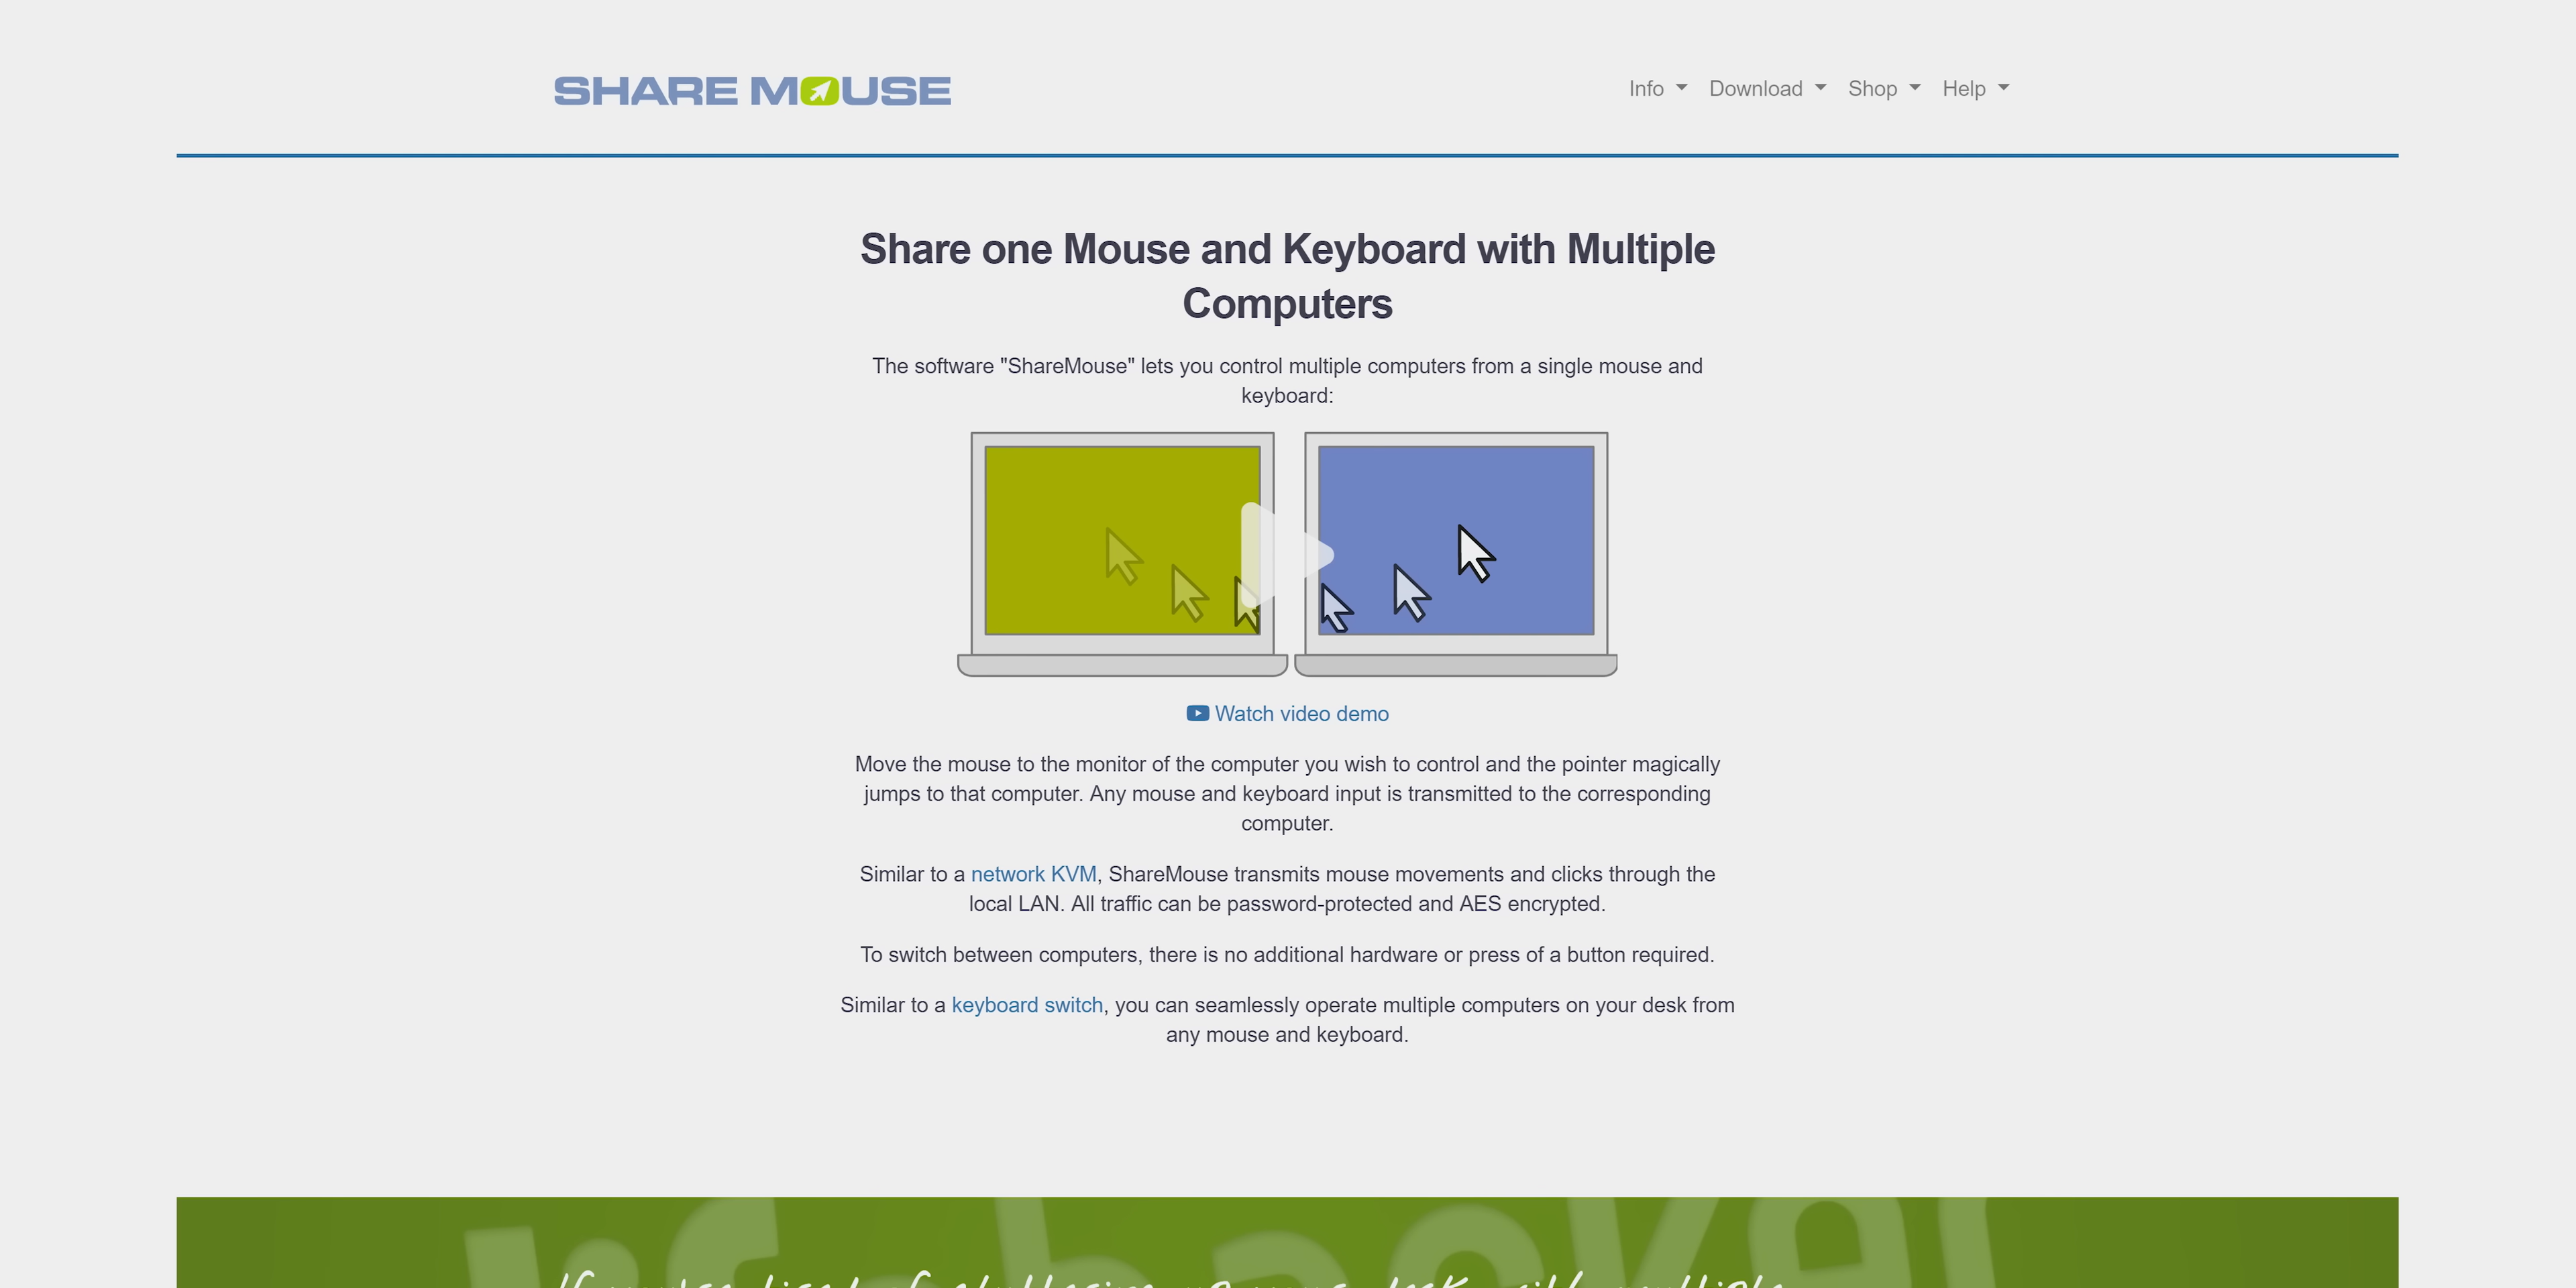 SHARE MOUSE
Info Download Shop Help
Share one Mouse and Keyboard with Multiple
Computers
The software "ShareMouse" lets you control multiple computers from a single mouse and
keyboard:
Watch video demo
Move the mouse to the monitor of the computer you wish to control and the pointer magically
jumps to that computer. Any mouse and keyboard input is transmitted to the corresponding
computer.
Similar to a network KVM, ShareMouse transmits mouse movements and clicks through the
local LAN. All traffic can be password-protected and AES encrypted.
To switch between computers, there is no additional hardware or press of a button required.
Similar to a keyboard switch, you can seamlessly operate multiple computers on your desk from
any mouse and keyboard.